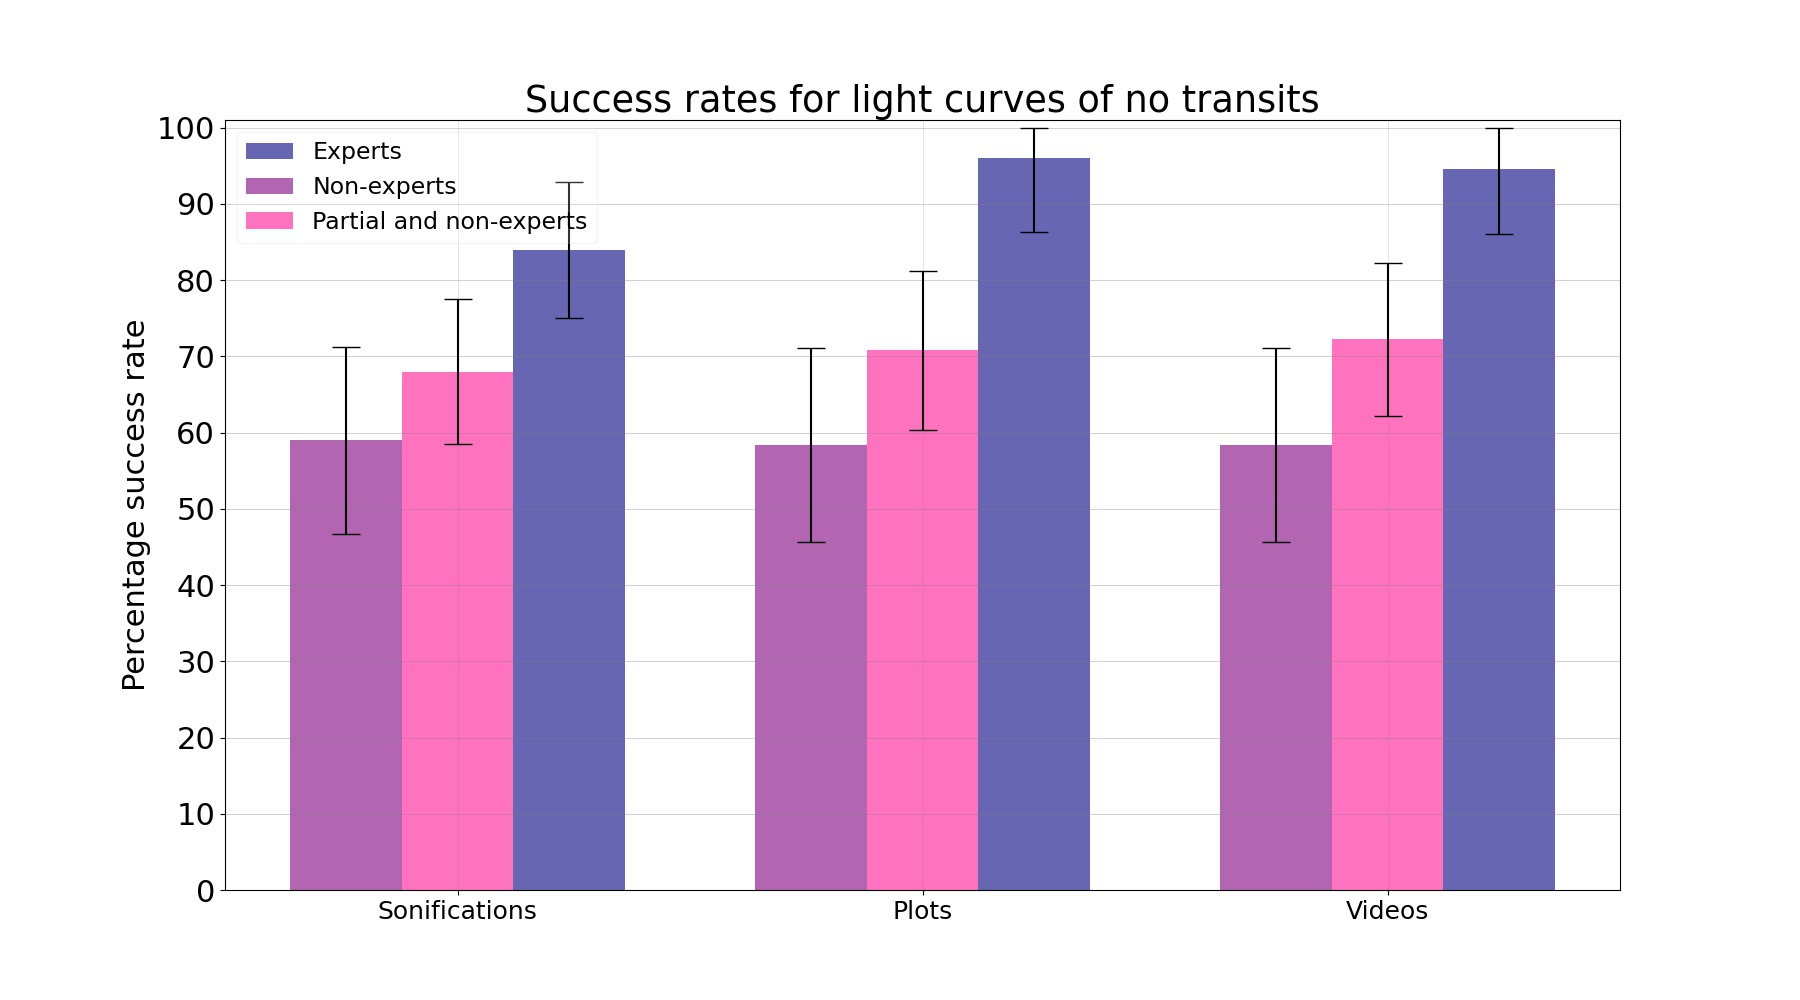 Success rates for light curves of no transits
Experts
Non-experts
Partial and non-experts
Percentage success rate
100
90
80
70
60
50
40
30
20
10
0
Sonifications
Plots
Videos